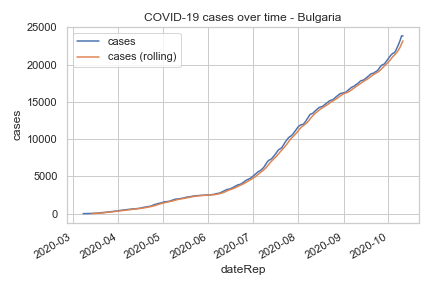 COVID-19 cases over time - Bulgaria
cases
cases (rolling)
25000
20000
15000
10000
5000
0
cases
2020-03
2020-04
2020-05
2020-06
2020-07
2020-08
2020-09
2020-10
dateRep